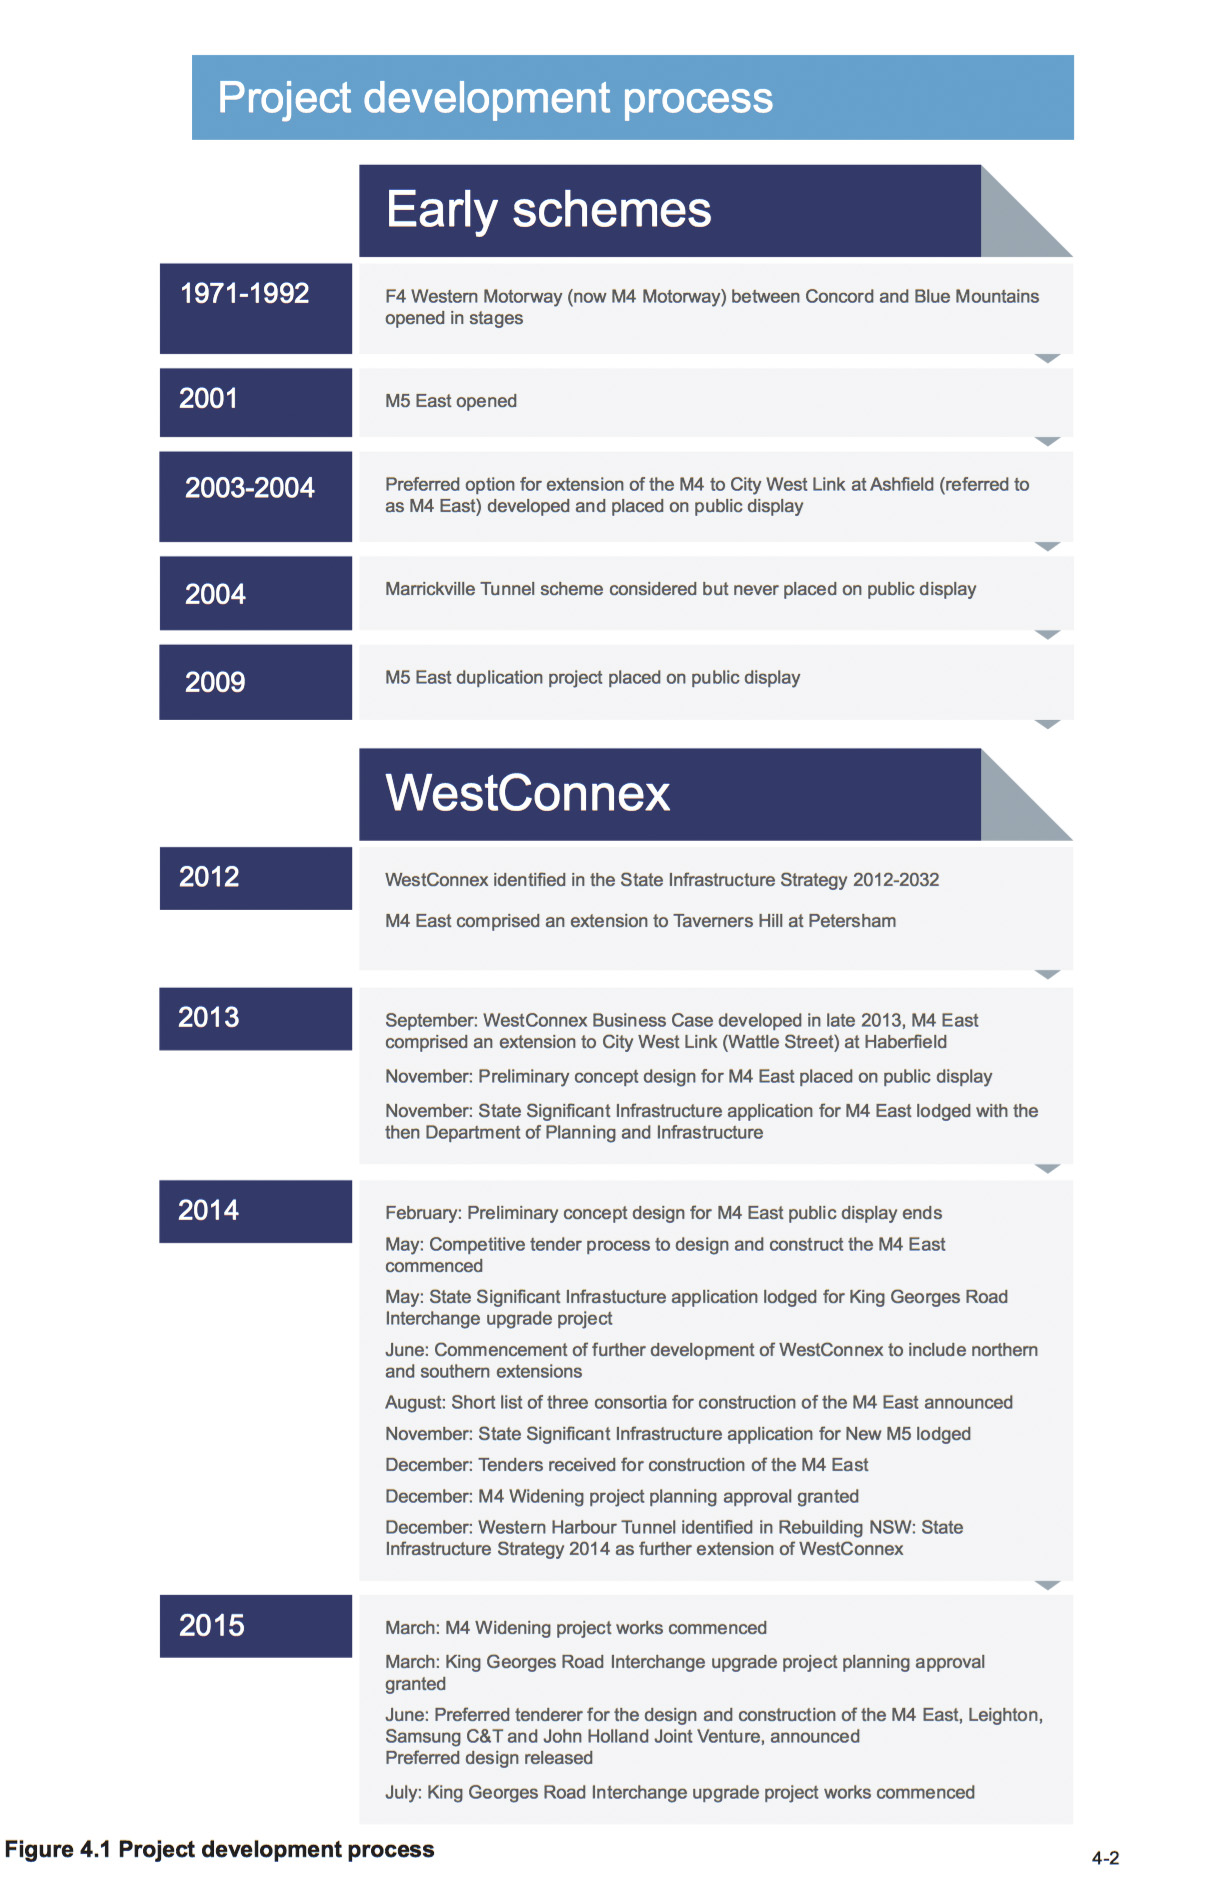 Project development process
Early schemes
1971-1992
F4 Western Motorway (now M4 Motorway) between Concord and Blue Mountains
opened in stages
2001
M5 East opened
2003-2004
Preferred option for extension of the M4 to City West Link at Ashfield (referred to
as M4 East) developed and placed on public display
2004
Marrickville Tunnel scheme considered but never placed on public display
2009
M5 East duplication project placed on public display
WestConnex
2012
WestConnex identified in the State Infrastructure Strategy 2012-2032
M4 East comprised an extension to Taverners Hill at Petersham
2013
September: WestConnex Business Case developed in late 2013, M4 East
comprised an extension to City West Link (Wattle Street) at Haberfield
November: Preliminary concept design for M4 East placed on public display
November: State Significant Infrastructure application for M4 East lodged with the
then Department of Planning and Infrastructure
2014
February: Preliminary concept design for M4 East public display ends
May: Competitive tender process to design and construct the M4 East
commenced
May: State Significant Infrastucture application lodged for King Georges Road
Interchange upgrade project
June: Commencement of further development of WestConnex to include northern
and southern extensions
August: Short list of three consortia for construction of the M4 East announced
November: State Significant Infrastructure application for New M5 lodged
December: Tenders received for construction of the M4 East
December: M4 Widening project planning approval granted
December: Western Harbour Tunnel identified in Rebuilding NSW: State
Infrastructure Strategy 2014 as further extension of WestConnex
2015
March: M4 Widening project works commenced
March: King Georges Road Interchange upgrade project planning approval
granted
June: Preferred tenderer for the design and construction of the M4 East, Leighton,
Samsung C&T and John Holland Joint Venture, announced
Preferred design released
July: King Georges Road Interchange upgrade project works commenced
Figure 4.1 Project development process
4-2